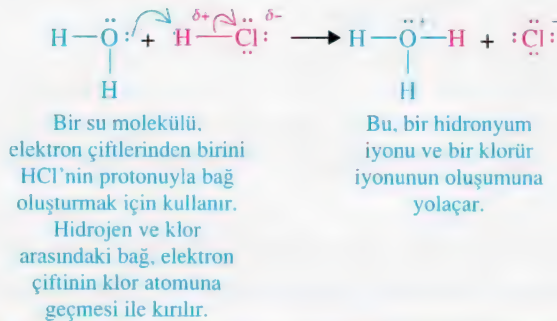 H—Ö: + H—Cl: ⟶ H—Ö—H + :Cl:
δ+ δ− + −
H H
Bir su molekülü,
elektron çiftlerinden birini
HCl'nin protonuyla bağ
oluşturmak için kullanır.
Hidrojen ve klor
arasındaki bağ, elektron
çiftinin klor atomuna
geçmesi ile kırılır.
Bu, bir hidronyum
iyonu ve bir klorür
iyonunun oluşumuna
yolaçar.